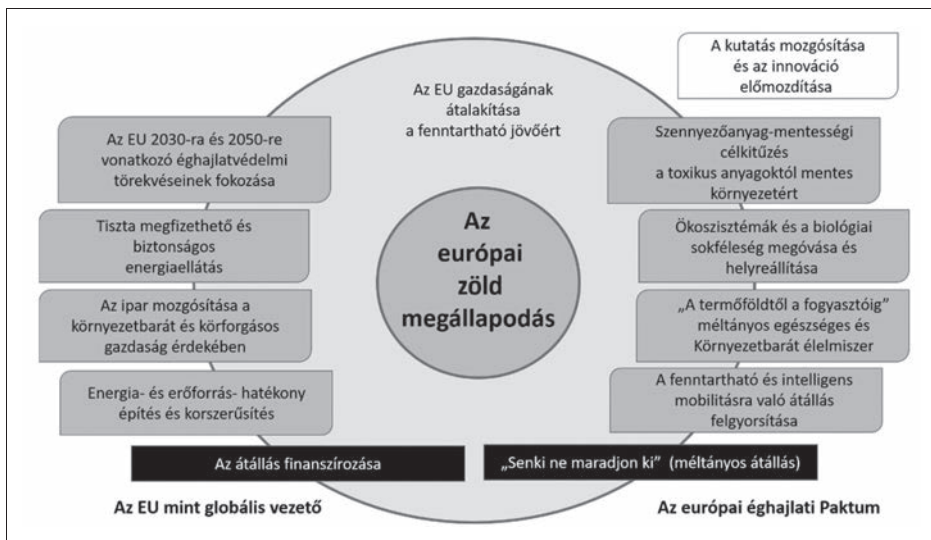 A kutatás mozgósítása
és az innováció
előmozdítása
Az EU gazdaságának
átalakítása
a fenntartható jövőért
Az EU 2030-ra és 2050-re
vonatkozó éghajlatvédelmi
törekvéseinek fokozása
Tiszta megfizethető és
biztonságos
energiaellátás
Az ipar mozgósítása a
környezetbarát és körforgásos
gazdaság érdekében
Energia- és erőforrás- hatékony
építés és korszerűsítés
Az
európai
zöld
megállapodás
Szennyezőanyag-mentességi
célkitűzés
a toxikus anyagoktól mentes
környezetért
Ökoszisztémák és a biológiai
sokféleség megóvása és
helyreállítása
„A termőföldtől a fogyasztóig”
méltányos egészséges és
Környezetbarát élelmiszer
A fenntartható és intelligens
mobilitásra való átállás
felgyorsítása
Az átállás finanszírozása
„Senki ne maradjon ki” (méltányos átállás)
Az EU mint globális vezető
Az európai éghajlati Paktum